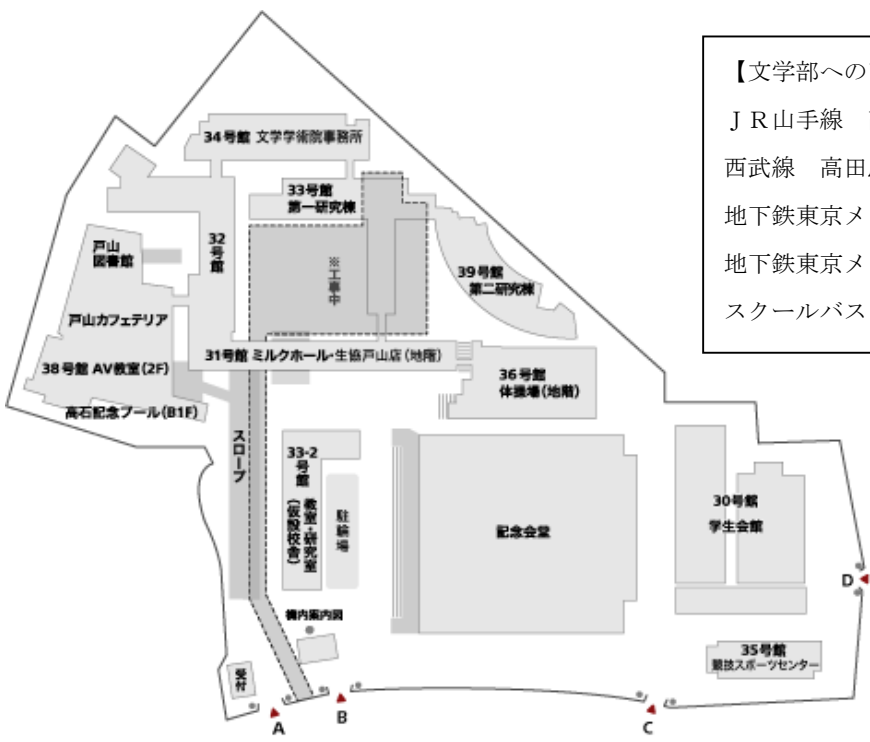 34号館 文学学術院事務所
33号館
第一研究棟
32号館
※工事中
39号館
第二研究棟
戸山
図書館
戸山カフェテリア
38号館 AV教室(2F)
高石記念プール(B1F)
31号館 ミルクホール・生協戸山店(地階)
36号館
体操場(地階)
スロープ
33-2号館
教室・研究室
(仮設校舎)
駐輪場
記念会堂
30号館
学生会館
35号館
競技スポーツセンター
構内案内図
受付
A
B
C
D
【文学部への
JR山手線
西武線 高田
地下鉄東京メ
地下鉄東京メ
スクールバス